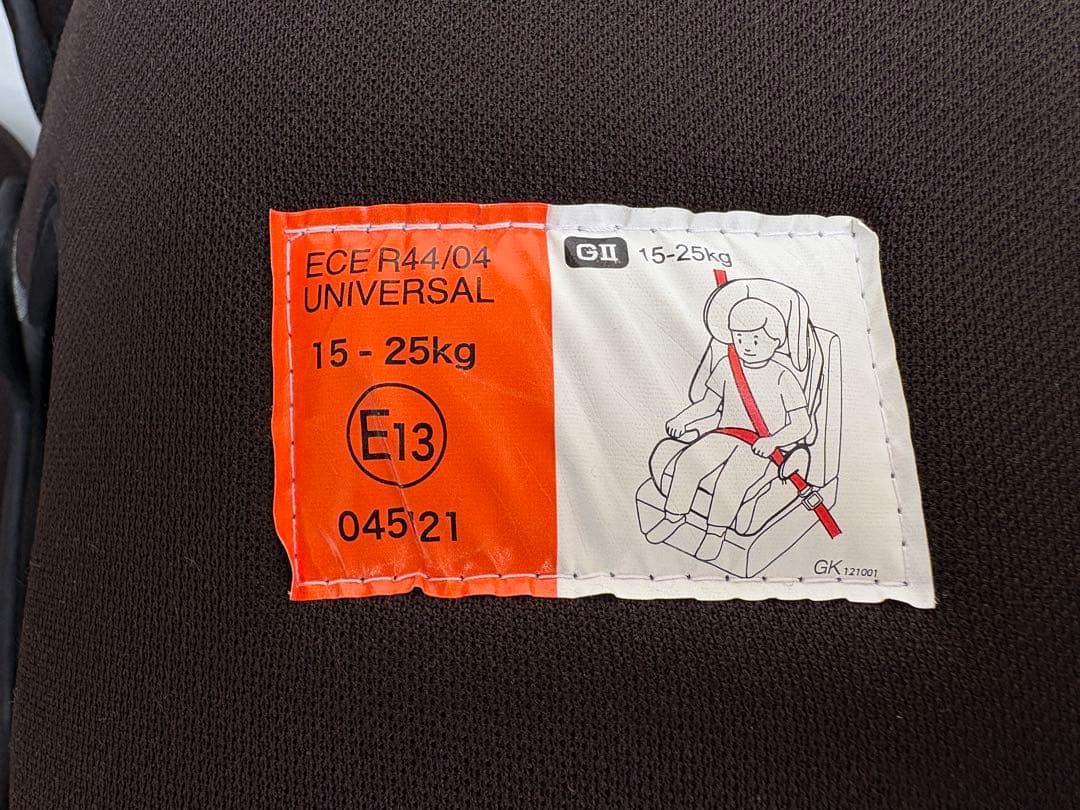 ECE R44/04
UNIVERSAL
15 - 25kg
E13
045121
GII 15-25kg
GK 121001